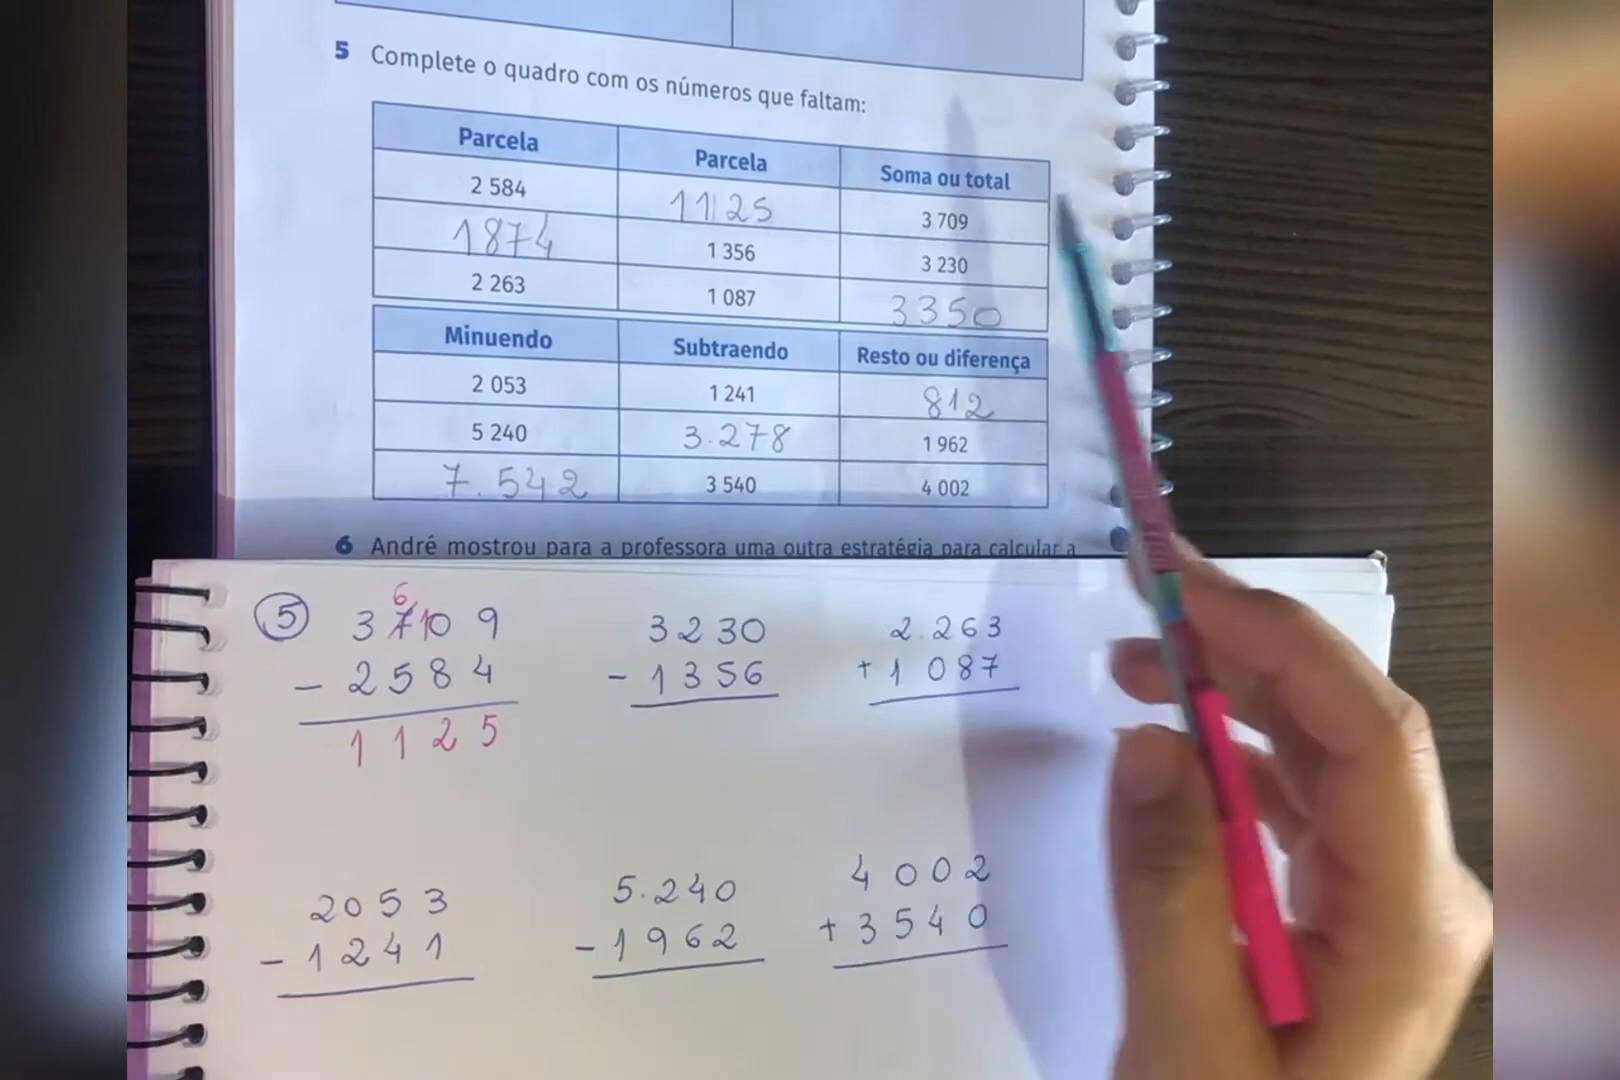 5 Complete o quadro com os números que faltam:
Parcela Parcela Soma ou total
2 584 1125 3 709
1874 1 356 3 230
2 263 1 087 3350
Minuendo Subtraendo Resto ou diferença
2 053 1 241 812
5 240 3.278 1 962
7.542 3 540 4 002
6 André mostrou para a professora uma outra estratégia para calcular a
5
6
3 7 10 9
- 2 5 8 4
1 1 2 5
3 2 3 0
- 1 3 5 6
2.2 6 3
+ 1 0 8 7
2 0 5 3
- 1 2 4 1
5.2 4 0
- 1 9 6 2
4 0 0 2
+ 3 5 4 0